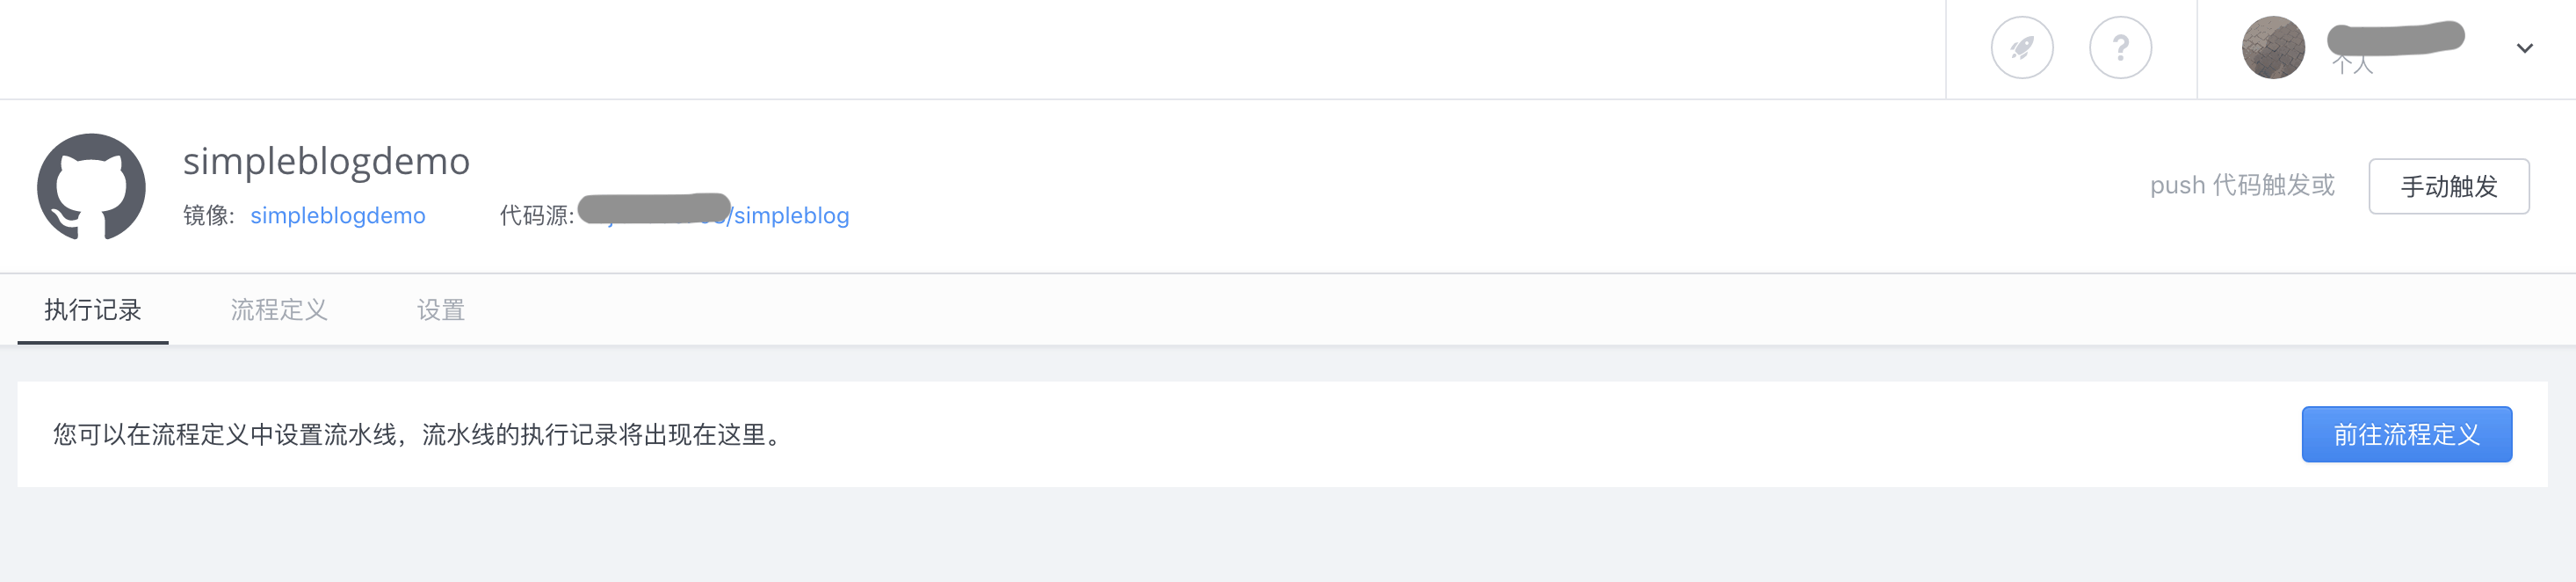 ?
个人
simpleblogdemo
镜像: simpleblogdemo 代码源: /simpleblog
push 代码触发或 手动触发
执行记录 流程定义 设置
您可以在流程定义中设置流水线，流水线的执行记录将出现在这里。 前往流程定义